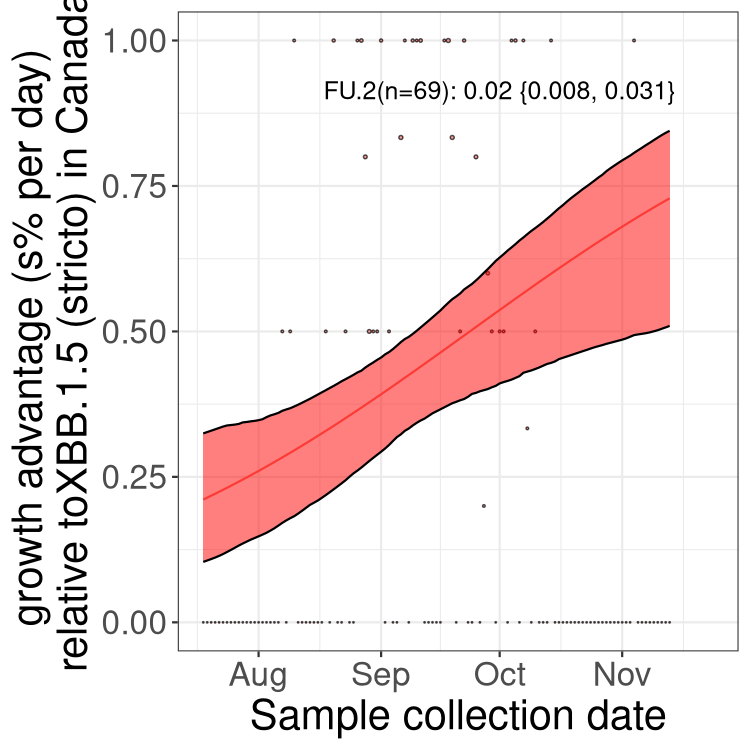 growth advantage (s% per day)
relative toXBB.1.5 (stricto) in Canada
1.00
0.75
0.50
0.25
0.00
FU.2(n=69): 0.02 {0.008, 0.031}
Aug Sep Oct Nov
Sample collection date